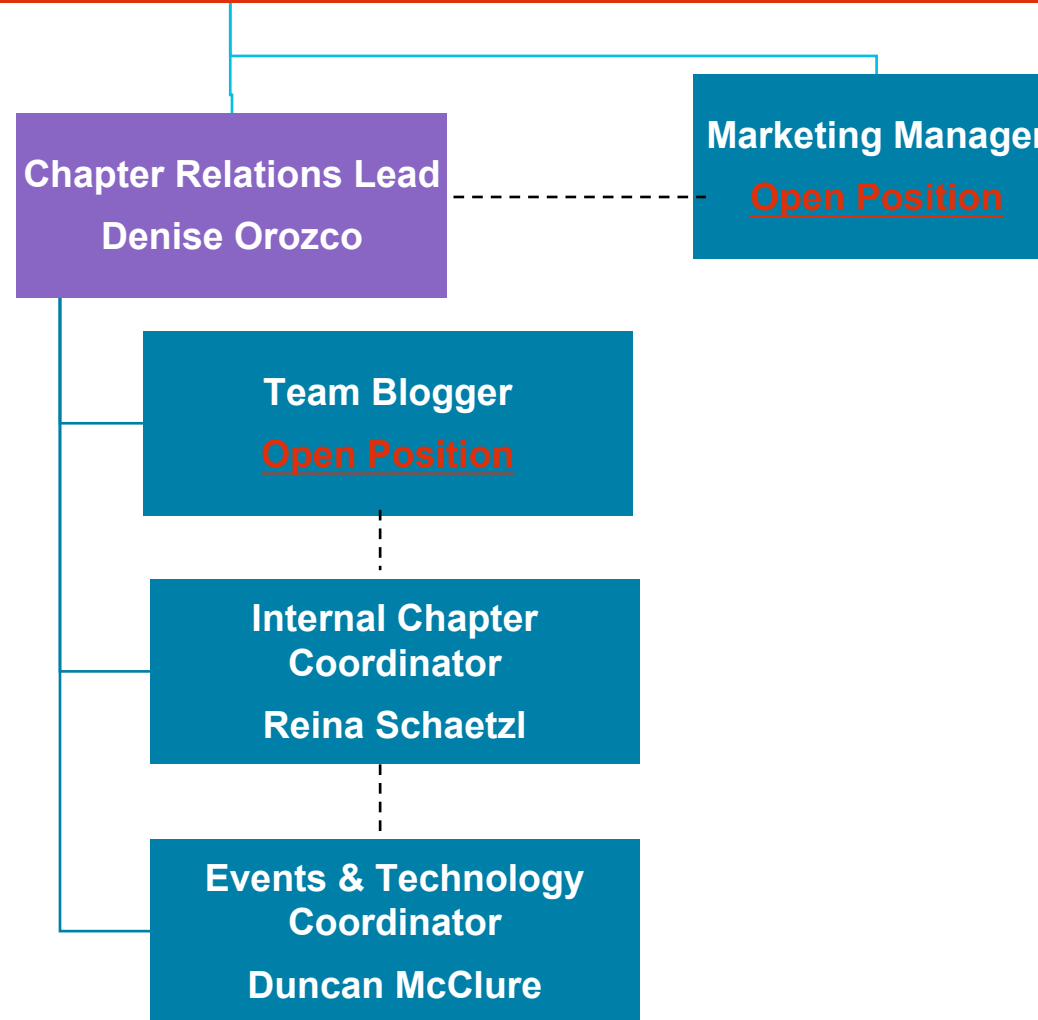 Marketing Manager
Open Position
Chapter Relations Lead
Denise Orozco
Team Blogger
Open Position
Internal Chapter
Coordinator
Reina Schaetzl
Events & Technology
Coordinator
Duncan McClure